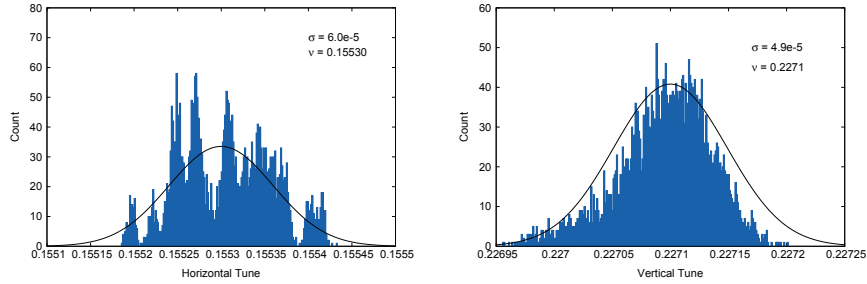 80
70
60
50
40
30
20
10
0
Count
σ = 6.0e-5
ν = 0.15530
0.1551 0.15515 0.1552 0.15525 0.1553 0.15535 0.1554 0.15545 0.1555
Horizontal Tune
60
50
40
30
20
10
0
Count
σ = 4.9e-5
ν = 0.2271
0.22695 0.227 0.22705 0.2271 0.22715 0.2272 0.22725
Vertical Tune